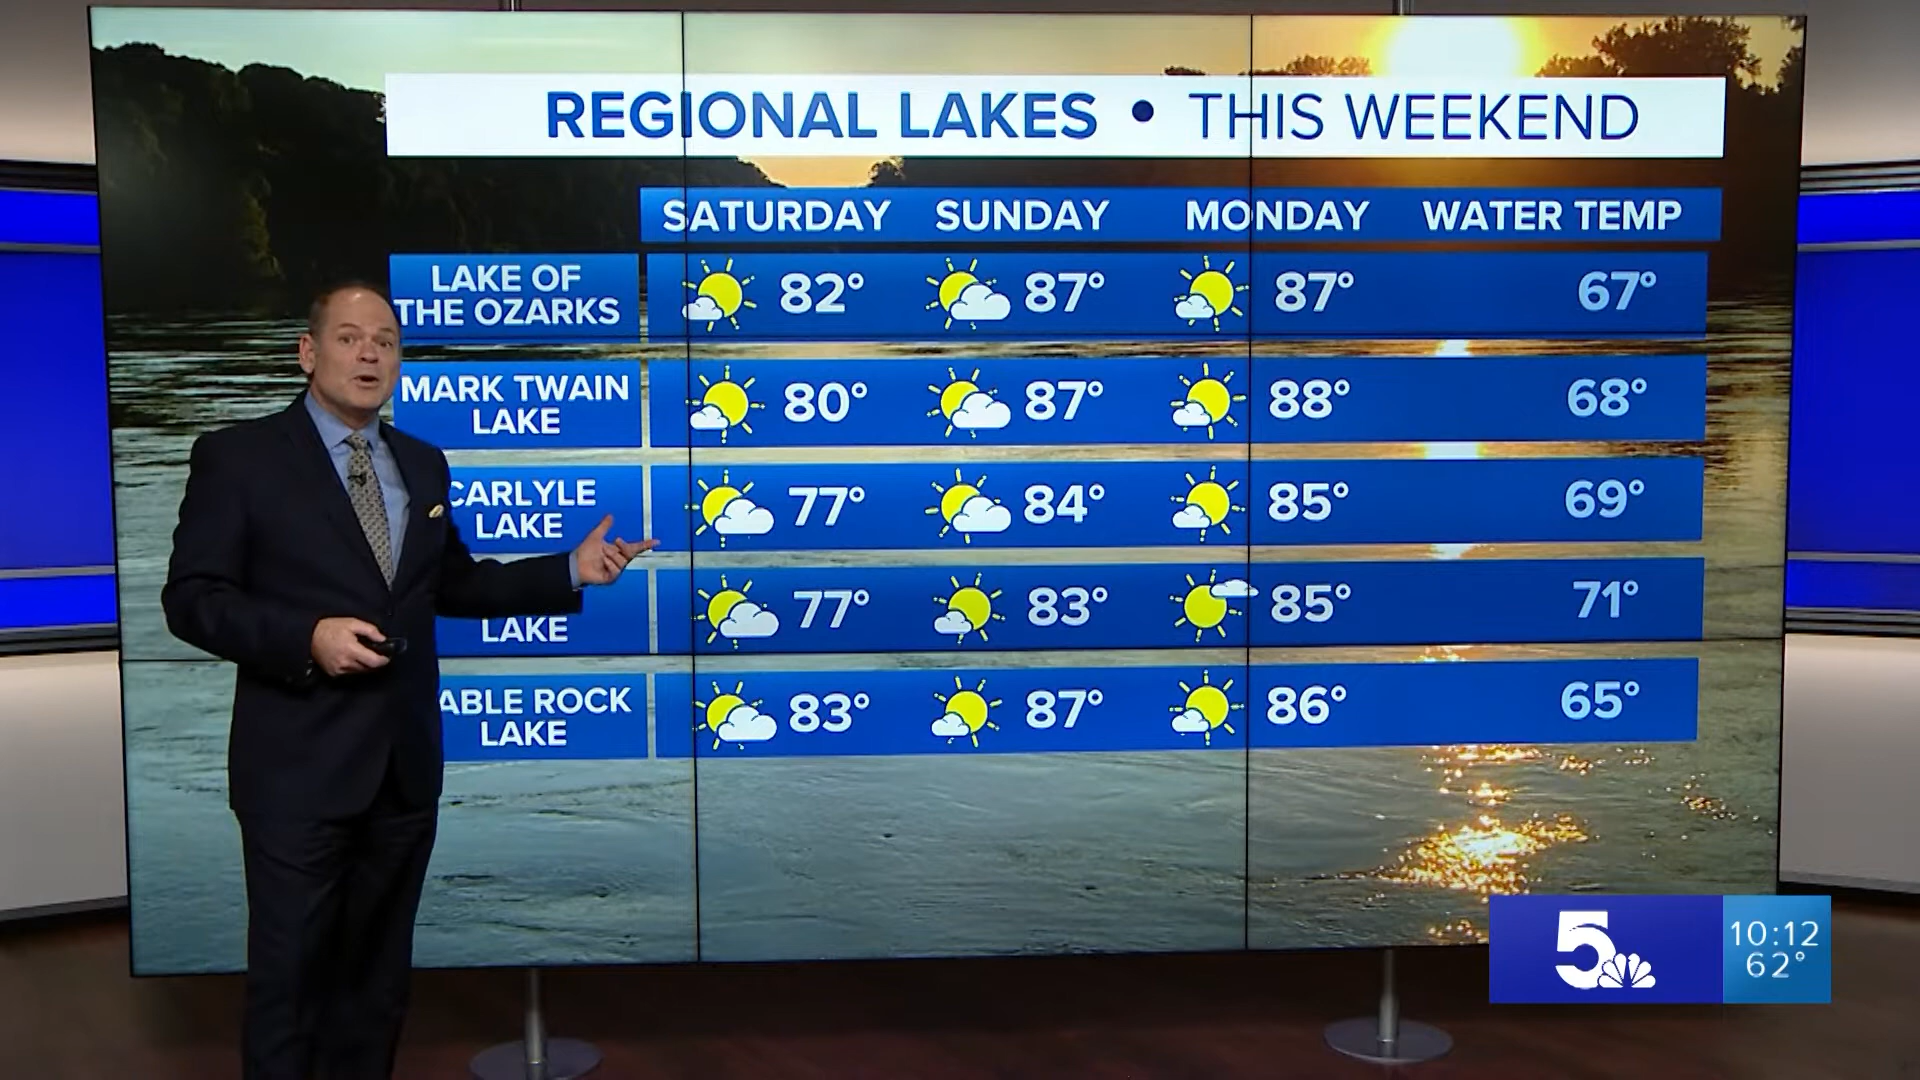 REGIONAL LAKES • THIS WEEKEND
SATURDAY SUNDAY MONDAY WATER TEMP
LAKE OF
THE OZARKS 82° 87° 87° 67°
MARK TWAIN
LAKE 80° 87° 88° 68°
CARLYLE
LAKE 77° 84° 85° 69°
LAKE 77° 83° 85° 71°
ABLE ROCK
LAKE 83° 87° 86° 65°
5
10:12
62°